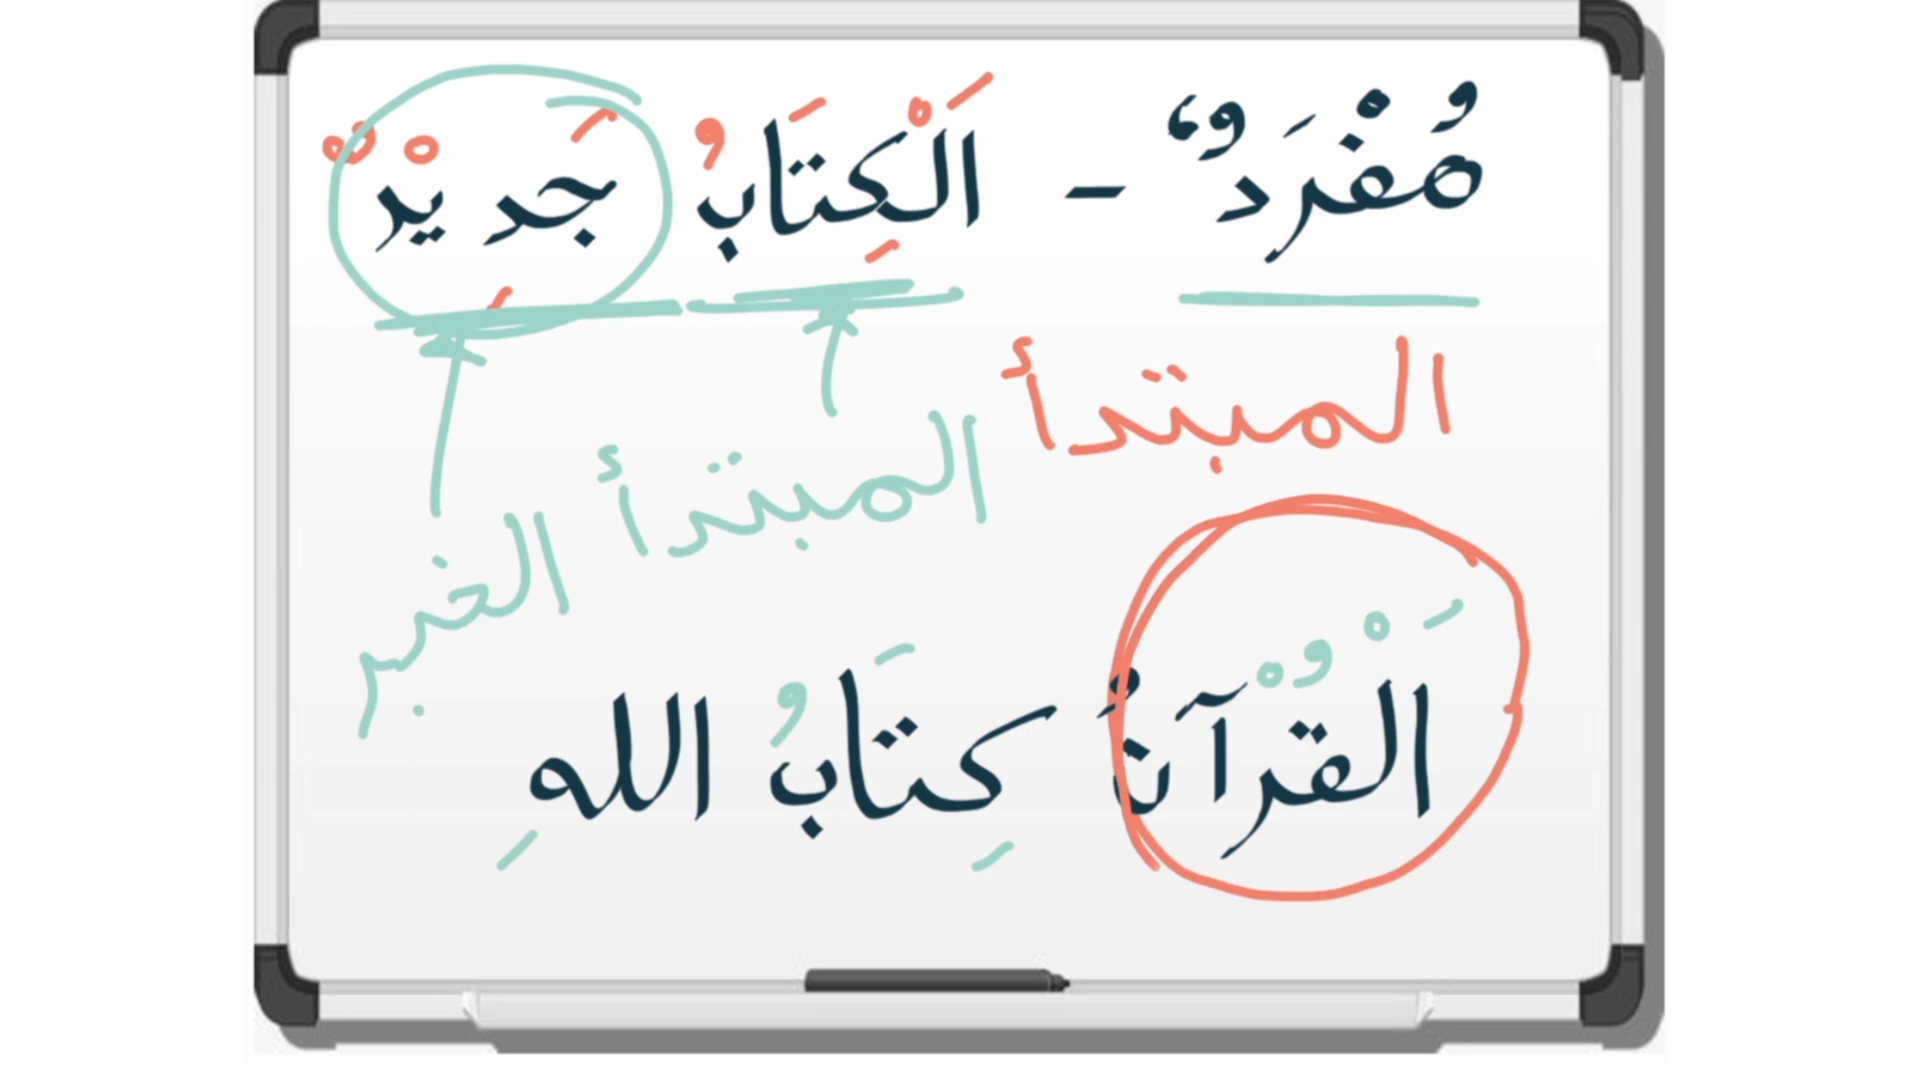 مُفْرَدٌ - اَلْكِتَابُ جَدِيْدٌ
المبتدأ
المبتدأ
الخبر
اَلْقُرْآنُ كِتَابُ اللهِ